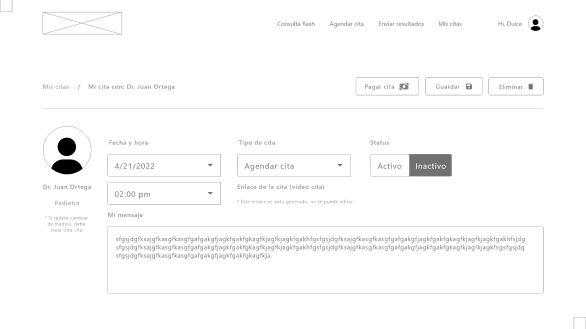 Consulta flash Agendar cita Enviar resultados Mis citas Hi, Dulce
Mis citas / Mi cita con: Dr. Juan Ortega
Pagar cita Guardar Eliminar
Fecha y hora Tipo de cita Status
4/21/2022 Agendar cita Activo Inactivo
Dr. Juan Ortega
Pediatra
* Si quiere cambiar
de medico, debe
crear otra cita
02:00 pm
Enlace de la cita (video cita)
* Este enlace es auto generado, no se puede editar
Mi mensaje